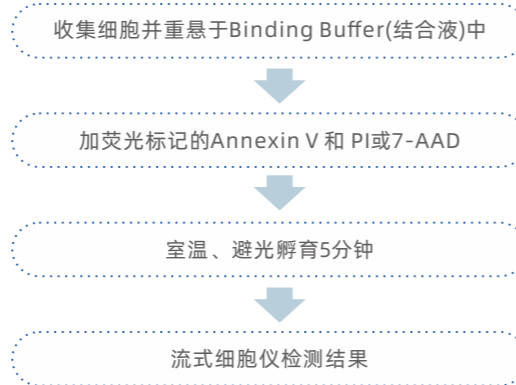 收集细胞并重悬于Binding Buffer(结合液)中
加荧光标记的Annexin V 和 PI或7-AAD
室温、避光孵育5分钟
流式细胞仪检测结果